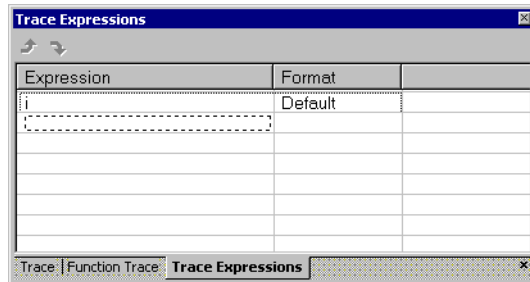 Trace Expressions
Expression Format
i Default
Trace Function Trace Trace Expressions